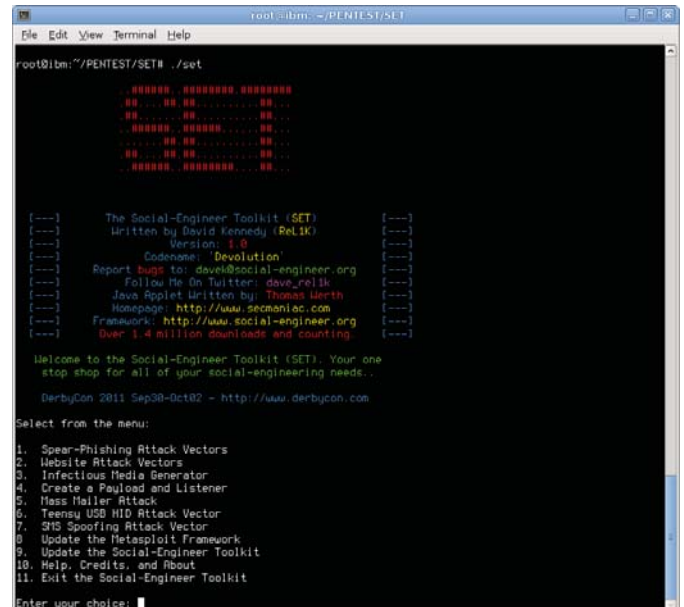 root@ibm: ~/PENTEST/SET
File Edit View Terminal Help
root@ibm:~/PENTEST/SET# ./set
..######..########.########
.##....##.##..........##...
.##.......##..........##...
..######..######......##...
.......##.##..........##...
.##....##.##..........##...
..######..########....##...
[---] The Social-Engineer Toolkit (SET) [---]
[---] Written by David Kennedy (ReL1K) [---]
[---] Version: 1.0 [---]
[---] Codename: 'Devolution' [---]
[---] Report bugs to: davek@social-engineer.org [---]
[---] Follow Me On Twitter: dave_rel1k [---]
[---] Java Applet Written by: Thomas Werth [---]
[---] Homepage: http://www.secmaniac.com [---]
[---] Framework: http://www.social-engineer.org [---]
[---] Over 1.4 million downloads and counting. [---]
Welcome to the Social-Engineer Toolkit (SET). Your one
stop shop for all of your social-engineering needs..
DerbyCon 2011 Sep30-Oct02 - http://www.derbycon.com
Select from the menu:
1. Spear-Phishing Attack Vectors
2. Website Attack Vectors
3. Infectious Media Generator
4. Create a Payload and Listener
5. Mass Mailer Attack
6. Teensy USB HID Attack Vector
7. SMS Spoofing Attack Vector
8 Update the Metasploit Framework
9. Update the Social-Engineer Toolkit
10. Help, Credits, and About
11. Exit the Social-Engineer Toolkit
Enter your choice: